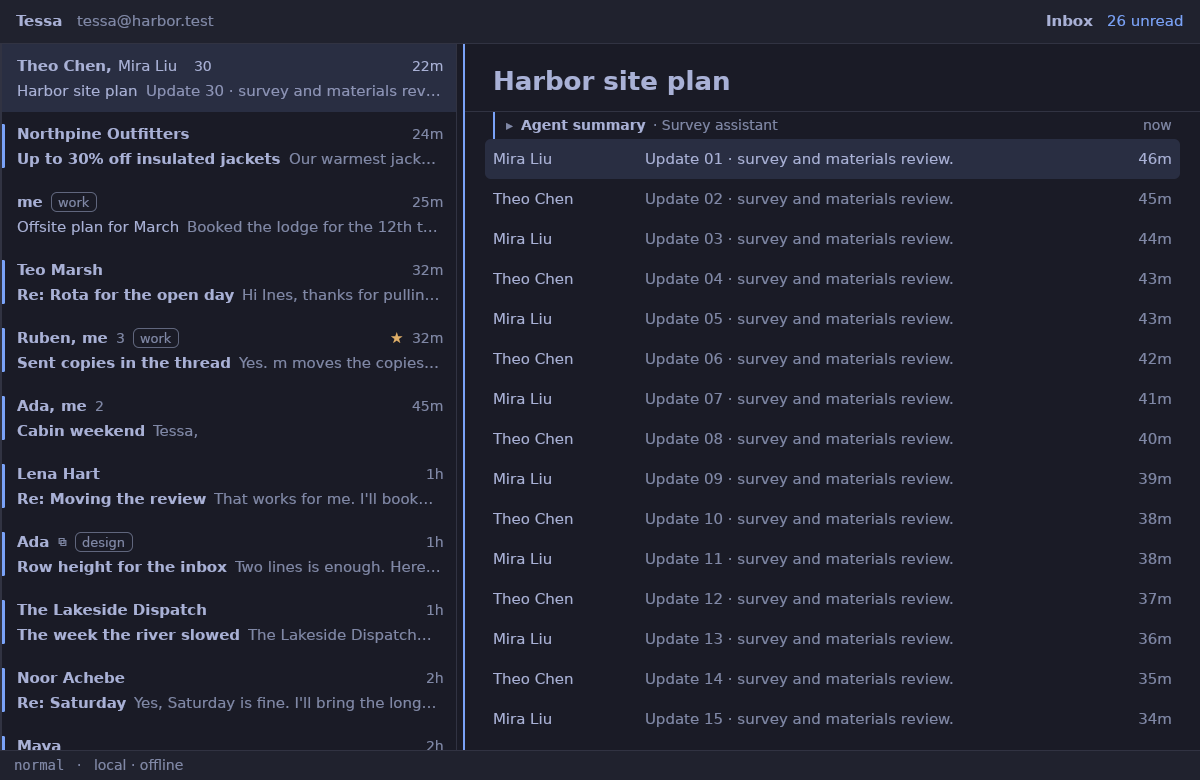 Tessa tessa@harbor.test
Inbox 26 unread
Theo Chen, Mira Liu 30 22m
Harbor site plan Update 30 · survey and materials rev…
Northpine Outfitters 24m
Up to 30% off insulated jackets Our warmest jack…
me work 25m
Offsite plan for March Booked the lodge for the 12th t…
Teo Marsh 32m
Re: Rota for the open day Hi Ines, thanks for pullin…
Ruben, me 3 work ★ 32m
Sent copies in the thread Yes. m moves the copies…
Ada, me 2 45m
Cabin weekend Tessa,
Lena Hart 1h
Re: Moving the review That works for me. I'll book…
Ada design 1h
Row height for the inbox Two lines is enough. Here…
The Lakeside Dispatch 1h
The week the river slowed The Lakeside Dispatch…
Noor Achebe 2h
Re: Saturday Yes, Saturday is fine. I'll bring the long…
Maya 2h
Harbor site plan
▸ Agent summary · Survey assistant now
Mira Liu Update 01 · survey and materials review. 46m
Theo Chen Update 02 · survey and materials review. 45m
Mira Liu Update 03 · survey and materials review. 44m
Theo Chen Update 04 · survey and materials review. 43m
Mira Liu Update 05 · survey and materials review. 43m
Theo Chen Update 06 · survey and materials review. 42m
Mira Liu Update 07 · survey and materials review. 41m
Theo Chen Update 08 · survey and materials review. 40m
Mira Liu Update 09 · survey and materials review. 39m
Theo Chen Update 10 · survey and materials review. 38m
Mira Liu Update 11 · survey and materials review. 38m
Theo Chen Update 12 · survey and materials review. 37m
Mira Liu Update 13 · survey and materials review. 36m
Theo Chen Update 14 · survey and materials review. 35m
Mira Liu Update 15 · survey and materials review. 34m
normal · local · offline